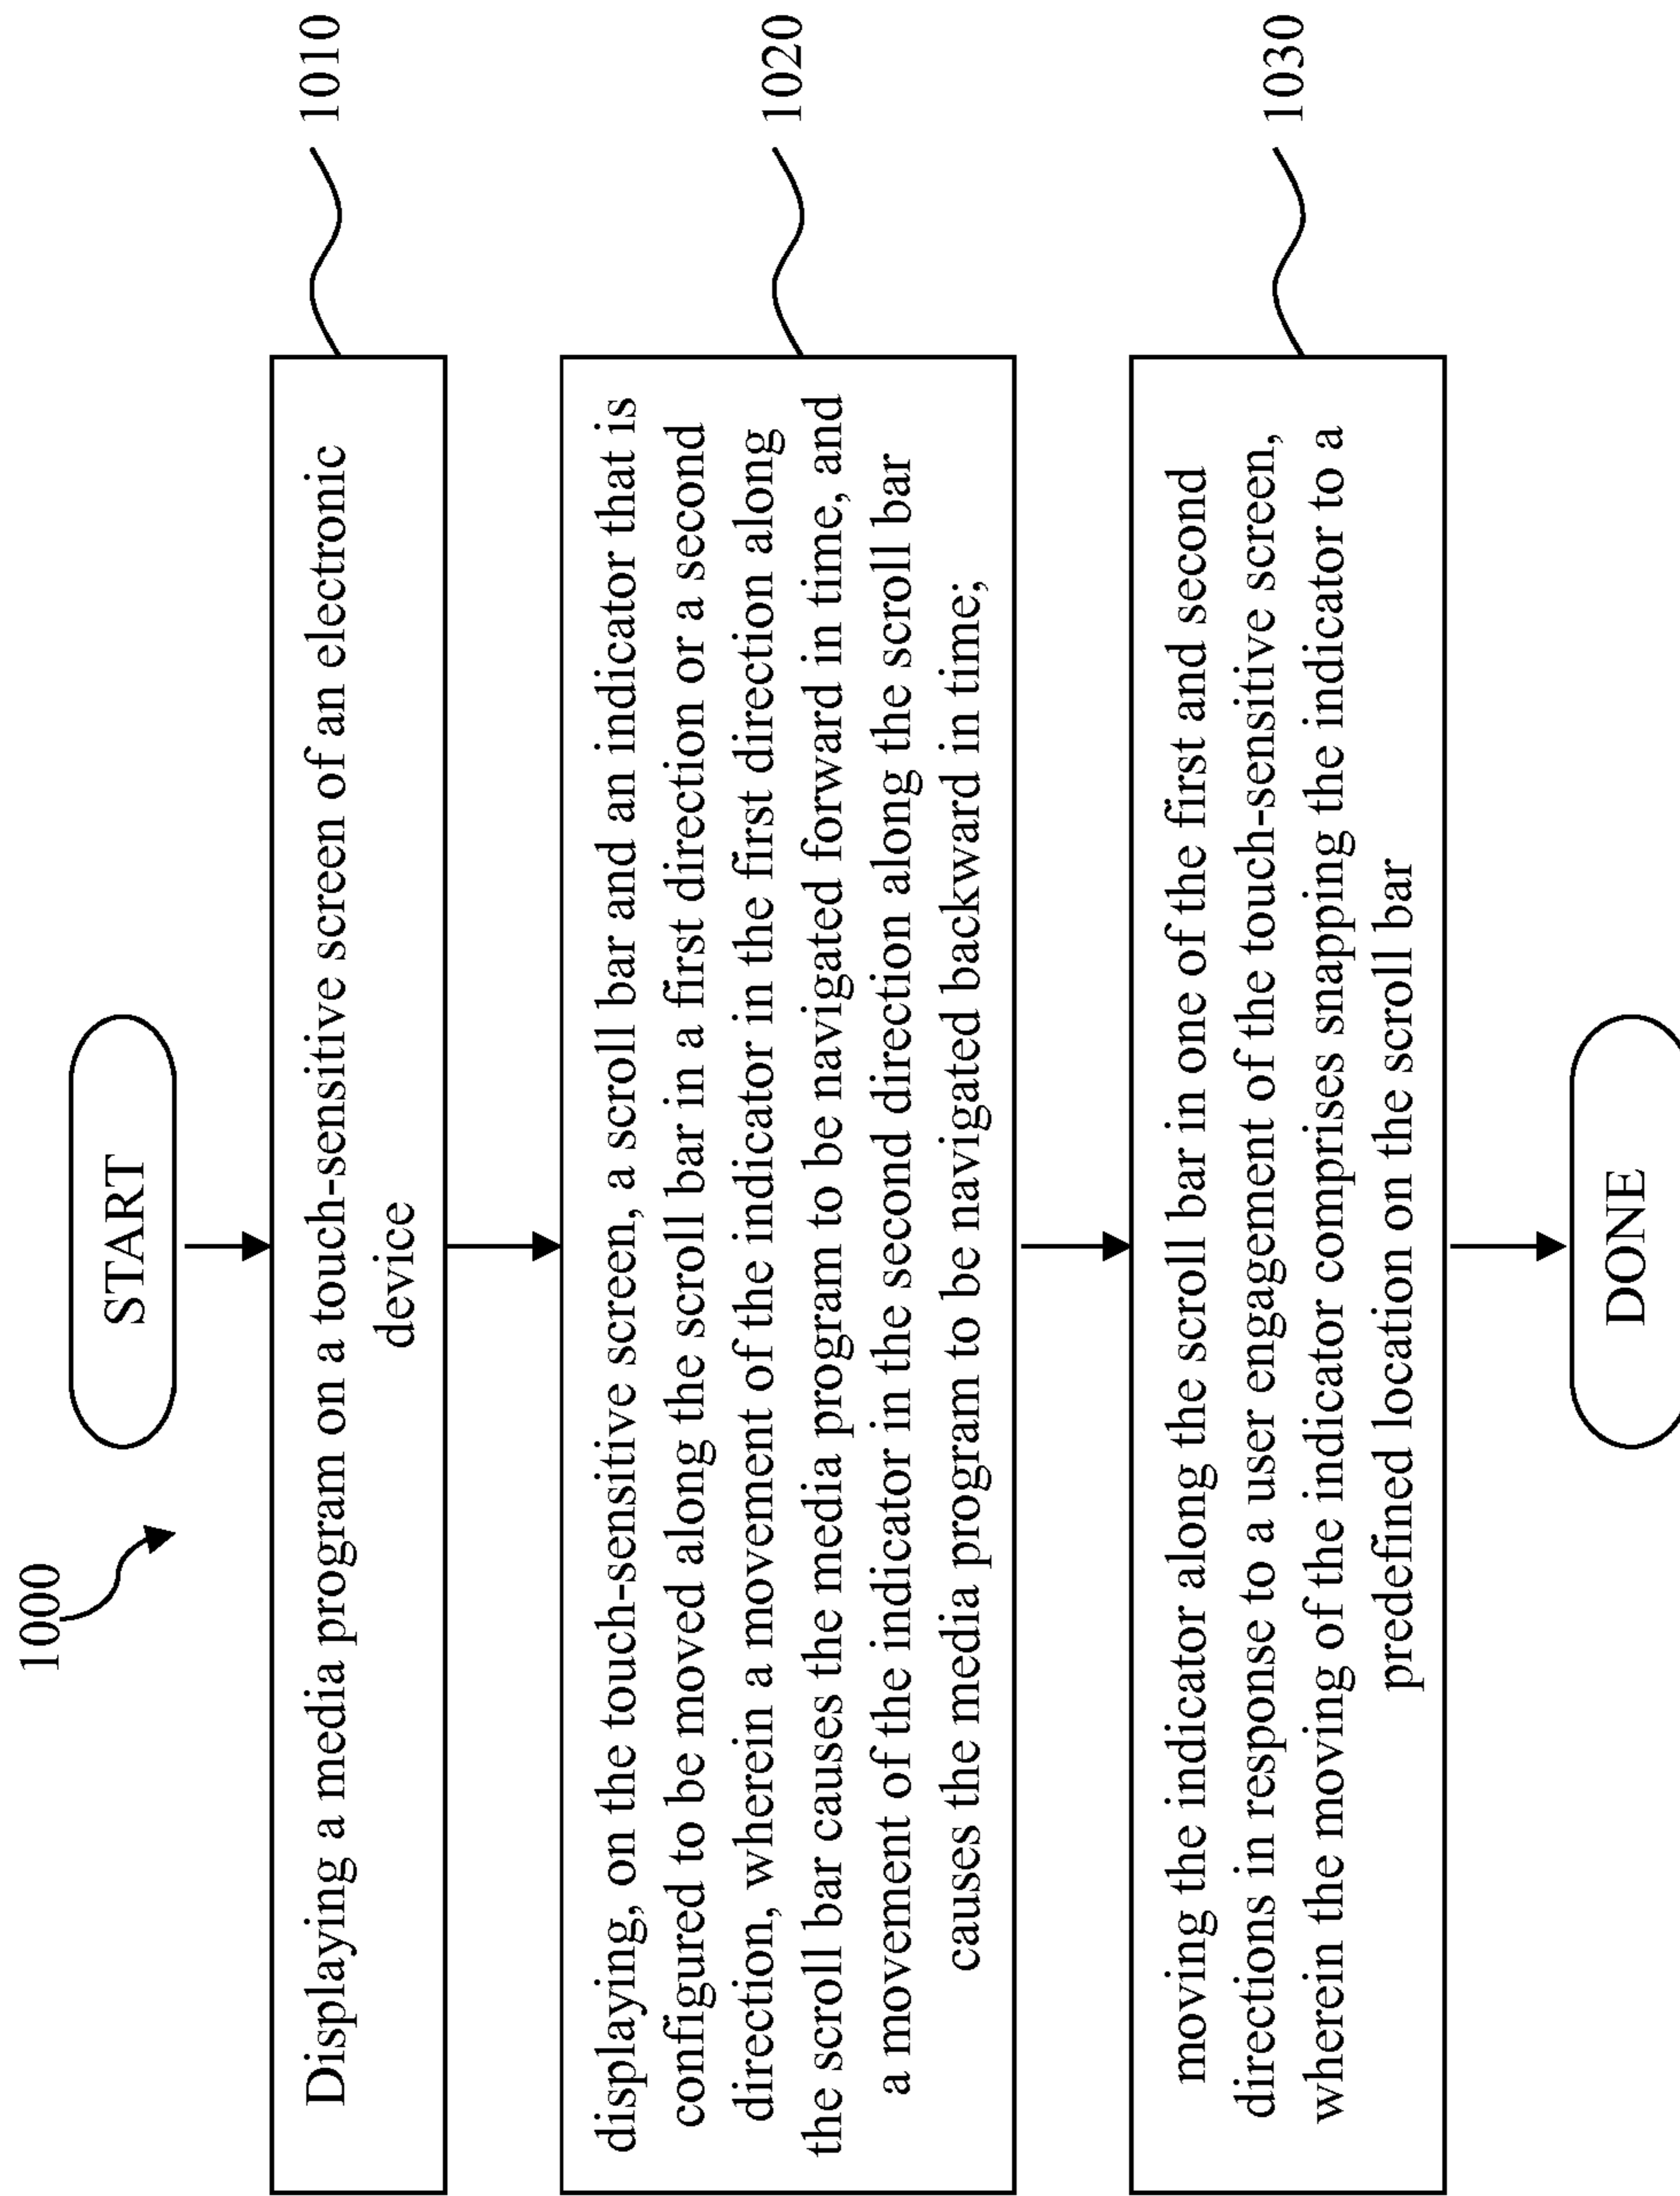 1000
START
Displaying a media program on a touch-sensitive screen of an electronic
device
1010
displaying, on the touch-sensitive screen, a scroll bar and an indicator that is
configured to be moved along the scroll bar in a first direction or a second
direction, wherein a movement of the indicator in the first direction along
the scroll bar causes the media program to be navigated forward in time, and
a movement of the indicator in the second direction along the scroll bar
causes the media program to be navigated backward in time;
1020
moving the indicator along the scroll bar in one of the first and second
directions in response to a user engagement of the touch-sensitive screen,
wherein the moving of the indicator comprises snapping the indicator to a
predefined location on the scroll bar
1030
DONE